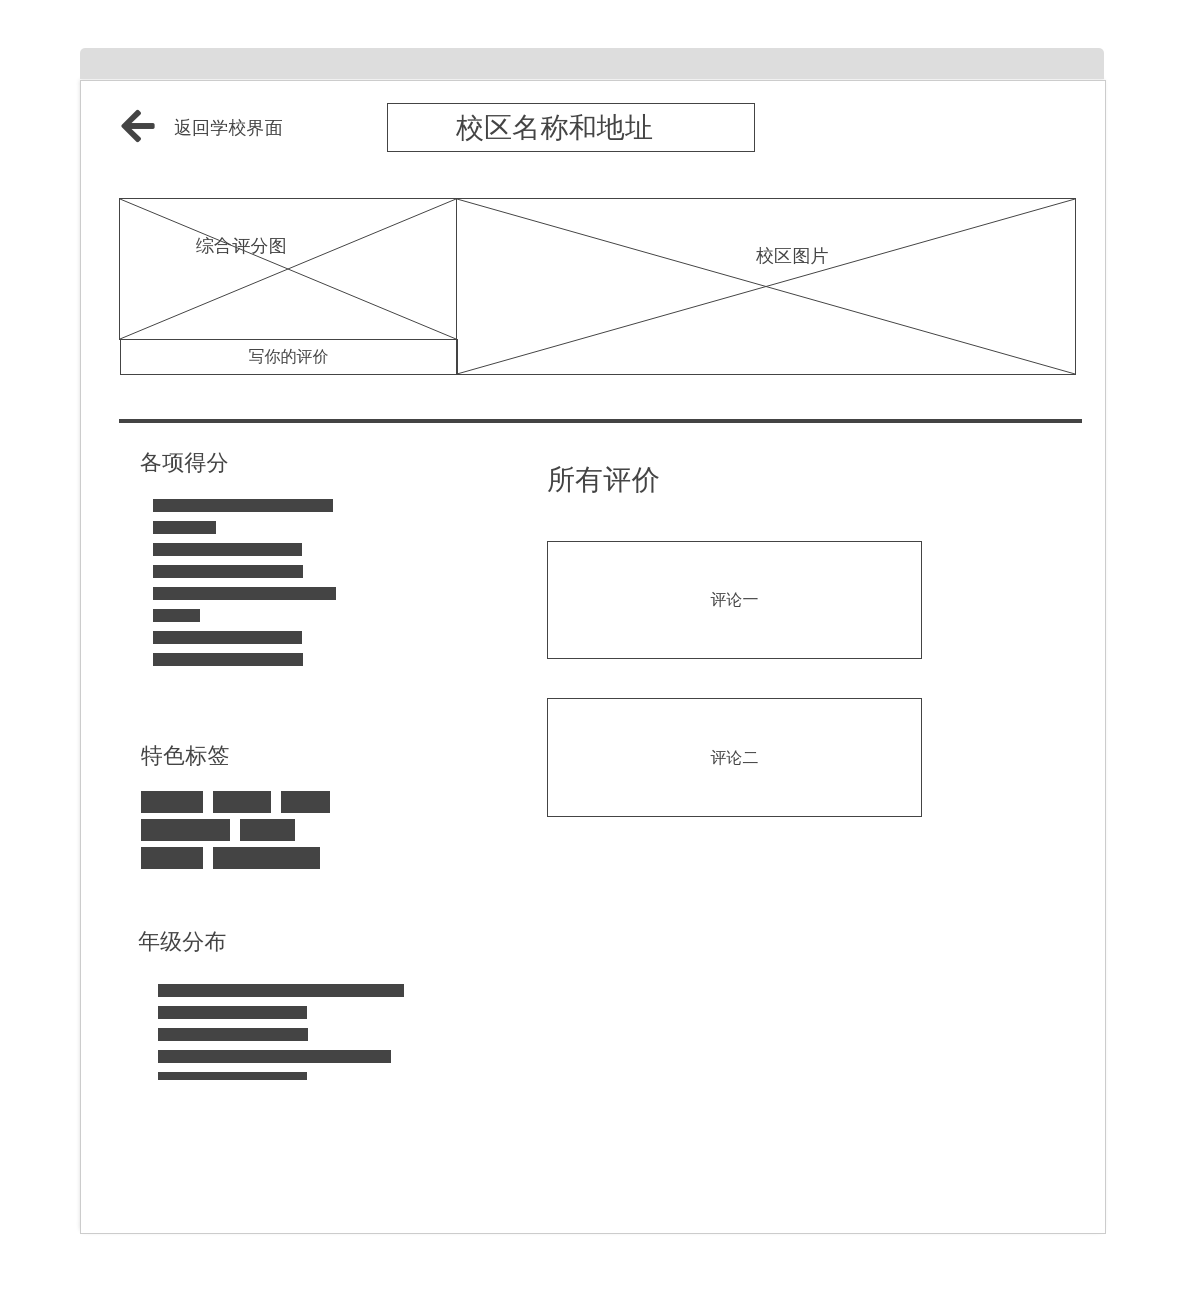 返回学校界面
校区名称和地址
综合评分图
校区图片
写你的评价
各项得分
所有评价
评论一
评论二
特色标签
年级分布